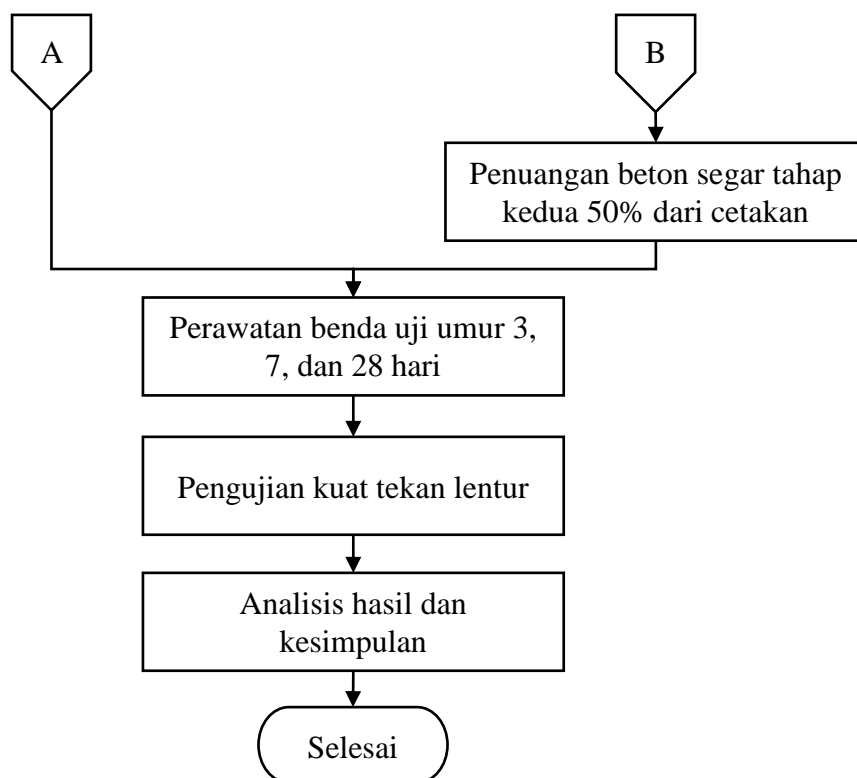 A
B
Penuangan beton segar tahap
kedua 50% dari cetakan
Perawatan benda uji umur 3,
7, dan 28 hari
Pengujian kuat tekan lentur
Analisis hasil dan
kesimpulan
Selesai